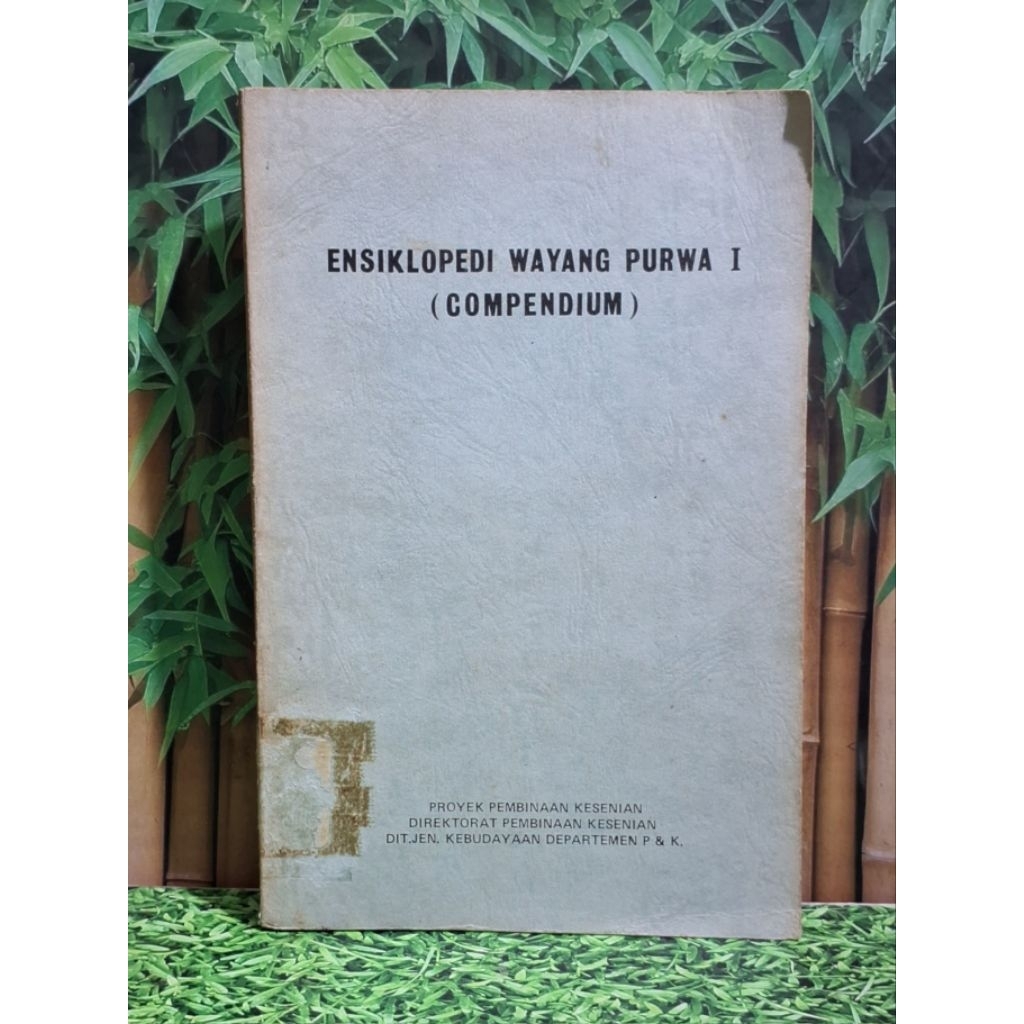 ENSIKLOPEDI WAYANG PURWA I
(COMPENDIUM)
PROYEK PEMBINAAN KESENIAN
DIREKTORAT PEMBINAAN KESENIAN
DIT.JEN. KEBUDAYAAN DEPARTEMEN P & K.